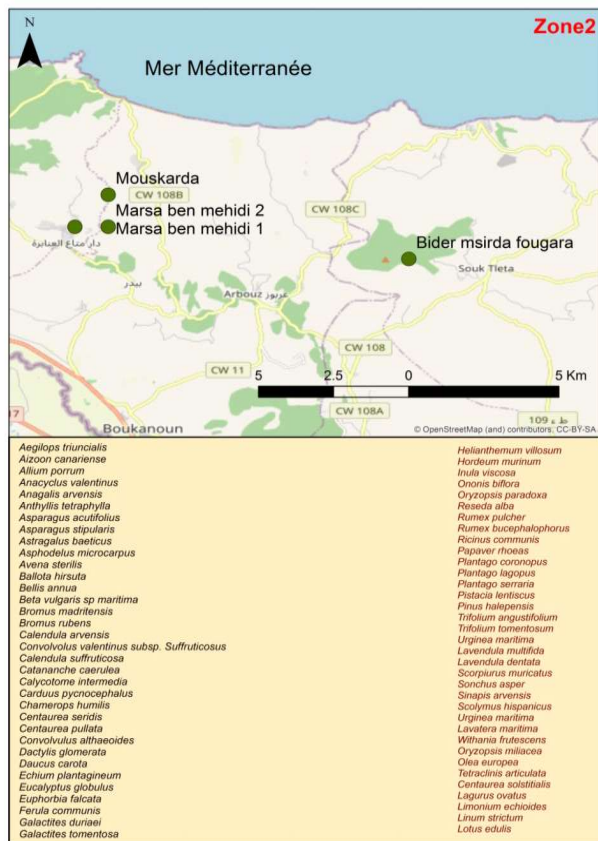 N
Zone2
Mer Méditerranée
Mouskarda
CW 108B
Marsa ben mehidi 2
CW 108C
Marsa ben mehidi 1
دار متاع العنابرة
Bider msirda fougara
Souk Tleta
بيدر
Arbouz عربوز
CW 108
CW 11
5
2.5
0
5 Km
CW 108A
17
Boukanoun
109 ط و
© OpenStreetMap (and) contributors, CC-BY-SA
Aegilops triuncialis
Aizoon canariense
Allium porrum
Anacyclus valentinus
Anagalis arvensis
Anthyllis tetraphylla
Asparagus acutifolius
Asparagus stipularis
Astragalus baeticus
Asphodelus microcarpus
Avena sterilis
Ballota hirsuta
Bellis annua
Beta vulgaris sp maritima
Bromus madritensis
Bromus rubens
Calendula arvensis
Convolvolus valentinus subsp. Suffruticosus
Calendula suffruticosa
Catananche caerulea
Calycotome intermedia
Carduus pycnocephalus
Chamerops humilis
Centaurea seridis
Centaurea pullata
Convolvulus althaeoides
Dactylis glomerata
Daucus carota
Echium plantagineum
Eucalyptus globulus
Euphorbia falcata
Ferula communis
Galactites duriaei
Galactites tomentosa
Helianthemum villosum
Hordeum murinum
Inula viscosa
Ononis biflora
Oryzopsis paradoxa
Reseda alba
Rumex pulcher
Rumex bucephalophorus
Ricinus communis
Papaver rhoeas
Plantago coronopus
Plantago lagopus
Plantago serraria
Pistacia lentiscus
Pinus halepensis
Trifolium angustifolium
Trifolium tomentosum
Urginea maritima
Lavendula multifida
Lavendula dentata
Scorpiurus muricatus
Sonchus asper
Sinapis arvensis
Scolymus hispanicus
Urginea maritima
Lavatera maritima
Withania frutescens
Oryzopsis miliacea
Olea europea
Tetraclinis articulata
Centaurea solstitialis
Lagurus ovatus
Limonium echioides
Linum strictum
Lotus edulis